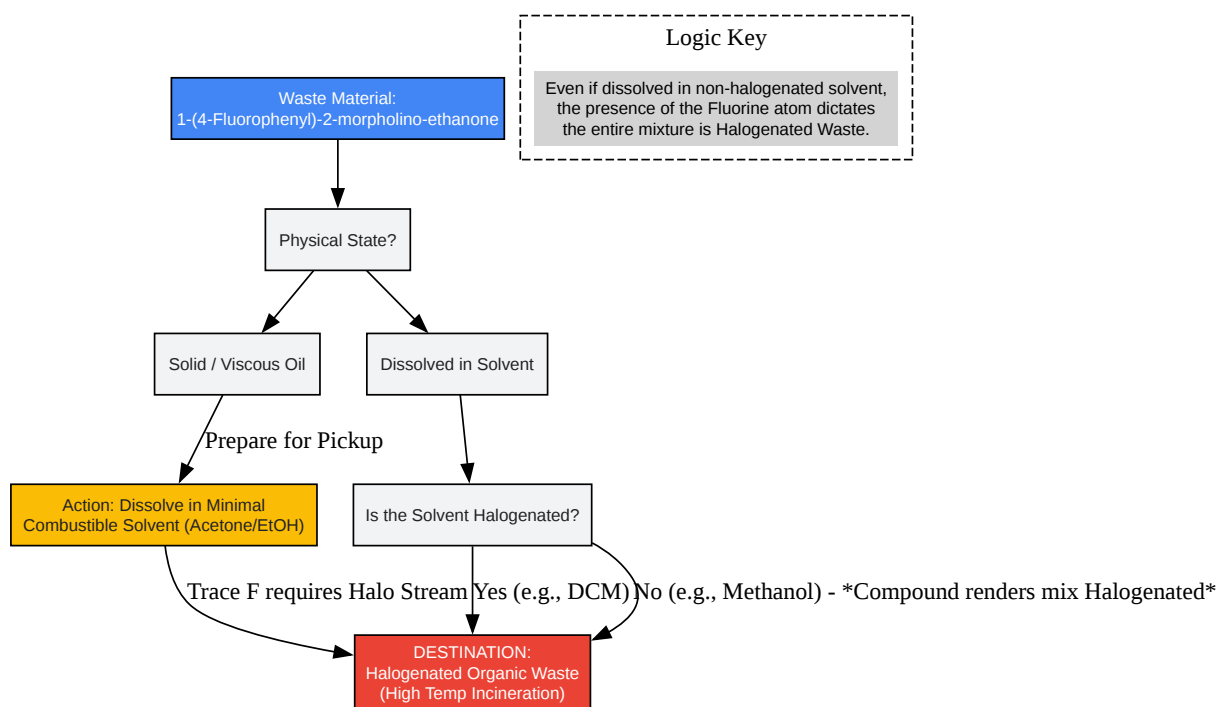 Logic Key
Even if dissolved in non-halogenated solvent,
the presence of the Fluorine atom dictates
the entire mixture is Halogenated Waste.
Waste Material:
1-(4-Fluorophenyl)-2-morpholino-ethanone
Physical State?
Solid / Viscous Oil
Dissolved in Solvent
Prepare for Pickup
Action: Dissolve in Minimal
Combustible Solvent (Acetone/EtOH)
Is the Solvent Halogenated?
Trace F requires Halo Stream
Yes (e.g., DCM)
No (e.g., Methanol) - *Compound renders mix Halogenated*
DESTINATION:
Halogenated Organic Waste
(High Temp Incineration)